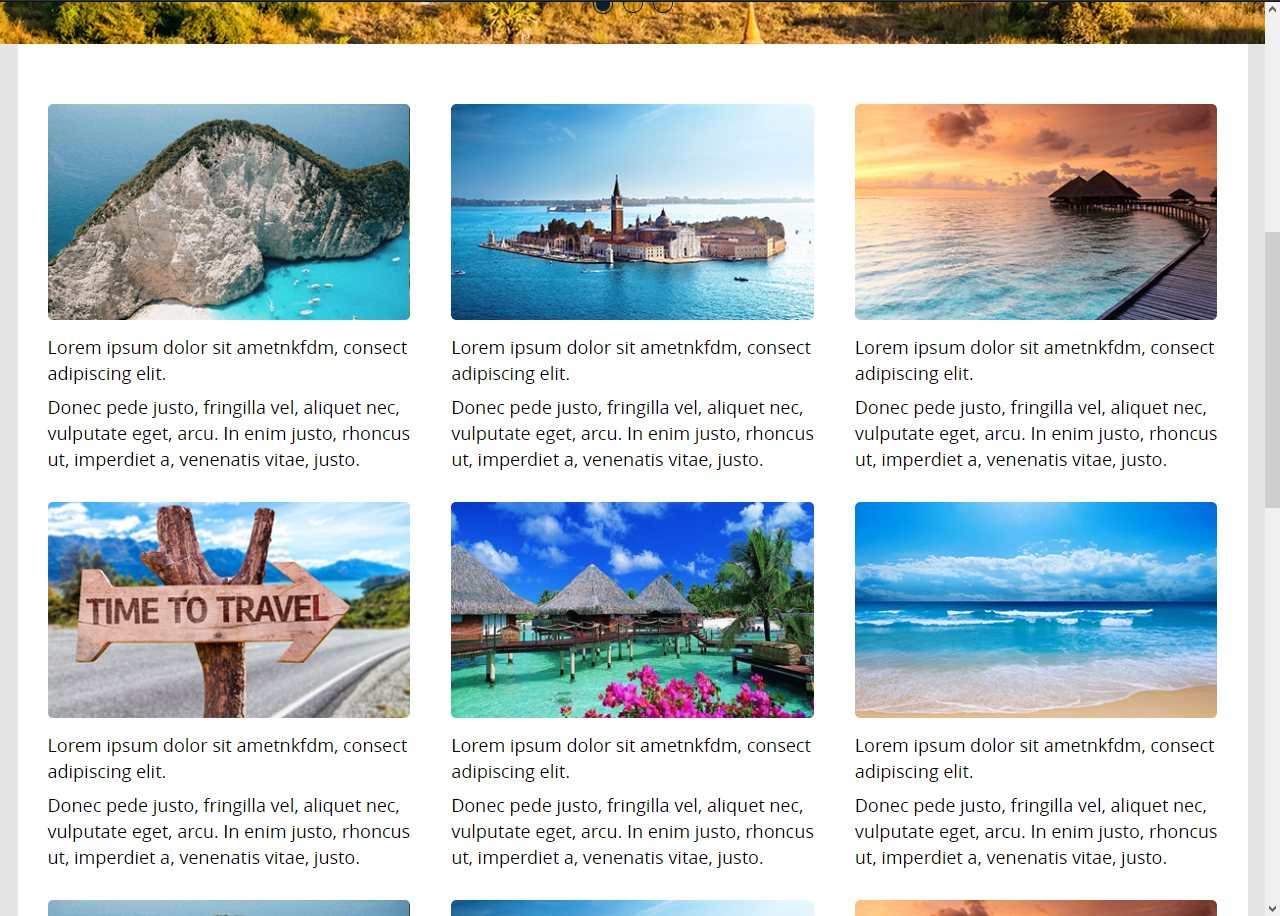 Lorem ipsum dolor sit ametnkfdm, consect
adipiscing elit.
Donec pede justo, fringilla vel, aliquet nec,
vulputate eget, arcu. In enim justo, rhoncus
ut, imperdiet a, venenatis vitae, justo.
Lorem ipsum dolor sit ametnkfdm, consect
adipiscing elit.
Donec pede justo, fringilla vel, aliquet nec,
vulputate eget, arcu. In enim justo, rhoncus
ut, imperdiet a, venenatis vitae, justo.
Lorem ipsum dolor sit ametnkfdm, consect
adipiscing elit.
Donec pede justo, fringilla vel, aliquet nec,
vulputate eget, arcu. In enim justo, rhoncus
ut, imperdiet a, venenatis vitae, justo.
TIME TO TRAVEL
Lorem ipsum dolor sit ametnkfdm, consect
adipiscing elit.
Donec pede justo, fringilla vel, aliquet nec,
vulputate eget, arcu. In enim justo, rhoncus
ut, imperdiet a, venenatis vitae, justo.
Lorem ipsum dolor sit ametnkfdm, consect
adipiscing elit.
Donec pede justo, fringilla vel, aliquet nec,
vulputate eget, arcu. In enim justo, rhoncus
ut, imperdiet a, venenatis vitae, justo.
Lorem ipsum dolor sit ametnkfdm, consect
adipiscing elit.
Donec pede justo, fringilla vel, aliquet nec,
vulputate eget, arcu. In enim justo, rhoncus
ut, imperdiet a, venenatis vitae, justo.